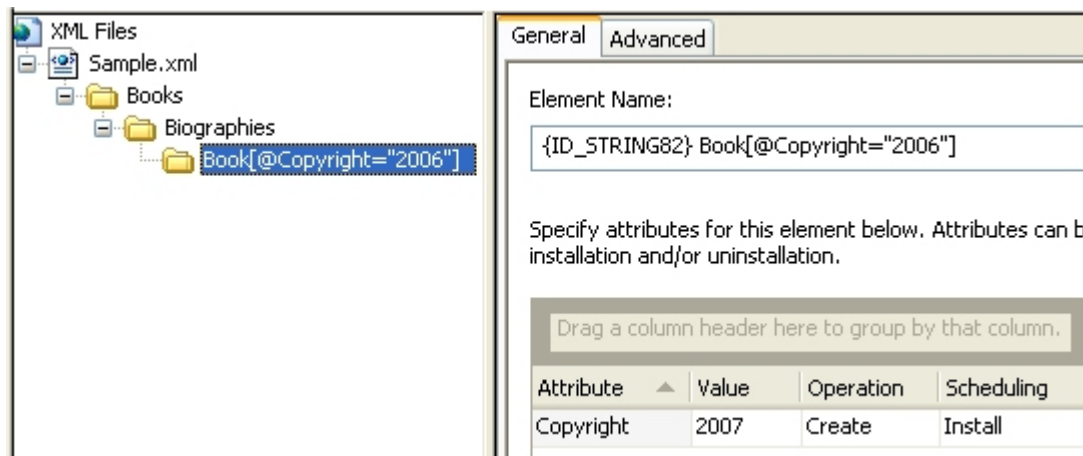 XML Files
Sample.xml
Books
Biographies
Book[@Copyright="2006"]
General Advanced
Element Name:
{ID_STRING82} Book[@Copyright="2006"]
Specify attributes for this element below. Attributes can b
installation and/or uninstallation.
Drag a column header here to group by that column.
Attribute Value Operation Scheduling
Copyright 2007 Create Install